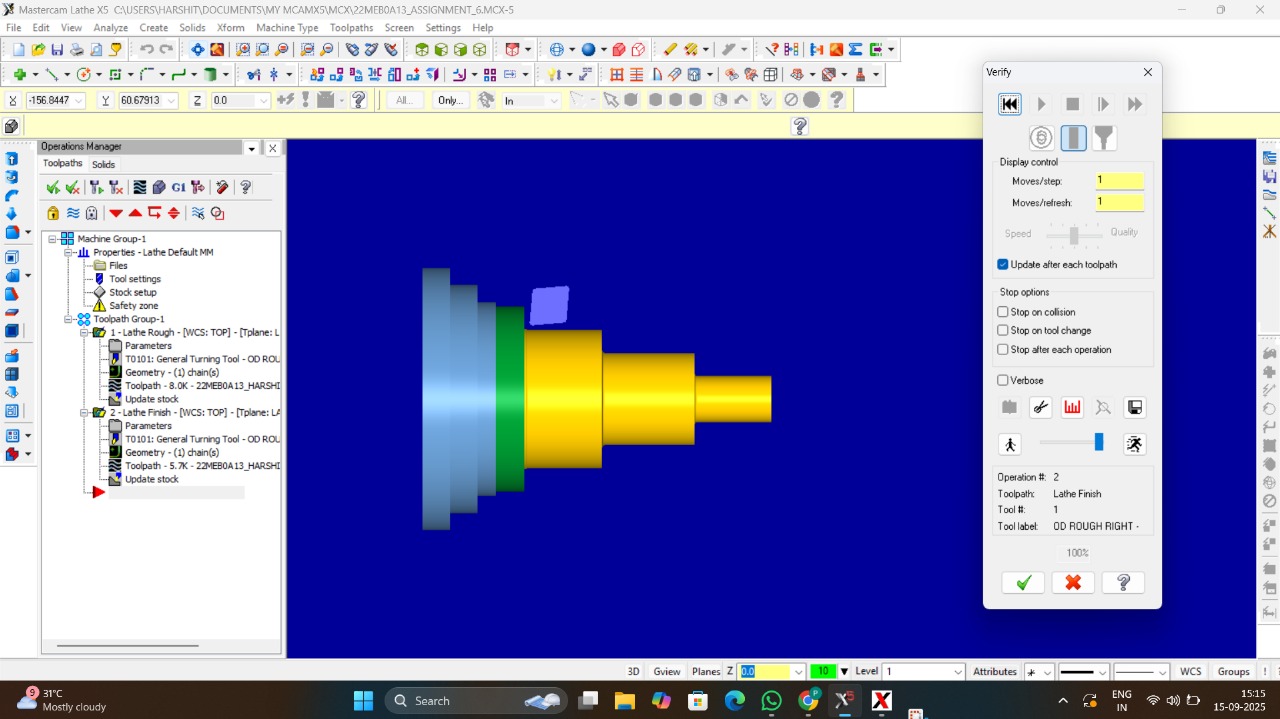 Mastercam Lathe X5 C:\USERS\HARSHIT\DOCUMENTS\MY MCAMX5\MCX\22MEB0A13_ASSIGNMENT_6.MCX-5
File Edit View Analyze Create Solids Xform Machine Type Toolpaths Screen Settings Help
X -156.8447 Y 60.67913 Z 0.0 All... Only... In
Operations Manager
Toolpaths Solids
G1
Machine Group-1
Properties - Lathe Default MM
Files
Tool settings
Stock setup
Safety zone
Toolpath Group-1
1 - Lathe Rough - [WCS: TOP] - [Tplane: L
Parameters
T0101: General Turning Tool - OD ROU
Geometry - (1) chain(s)
Toolpath - 8.0K - 22MEB0A13_HARSHI
Update stock
2 - Lathe Finish - [WCS: TOP] - [Tplane: LA
Parameters
T0101: General Turning Tool - OD ROU
Geometry - (1) chain(s)
Toolpath - 5.7K - 22MEB0A13_HARSHI
Update stock
Verify
Display control
Moves/step: 1
Moves/refresh: 1
Speed Quality
Update after each toolpath
Stop options
Stop on collision
Stop on tool change
Stop after each operation
Verbose
Operation #: 2
Toolpath: Lathe Finish
Tool #: 1
Tool label: OD ROUGH RIGHT -
100%
3D Gview Planes Z 0.0 10 Level 1 Attributes WCS Groups ! ?
9
31°C
Mostly cloudy
Search
ENG
IN
15:15
15-09-2025